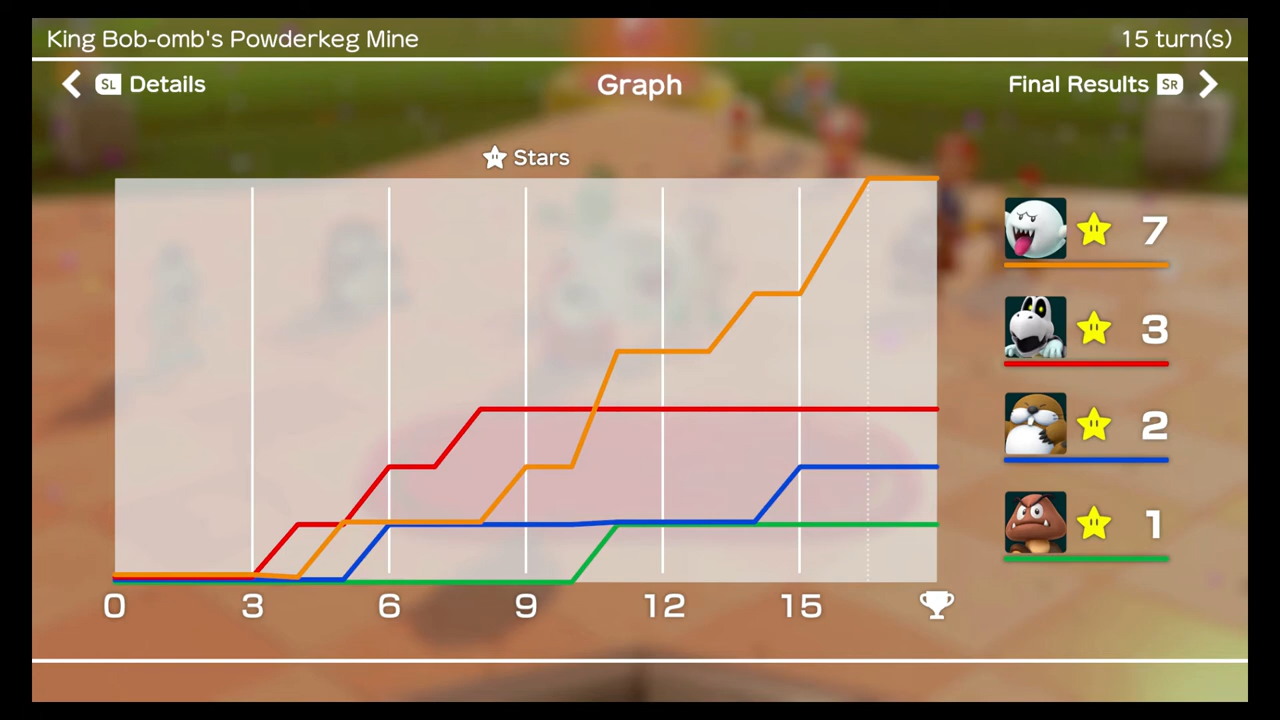 King Bob-omb's Powderkeg Mine 15 turn(s)
SL Details Graph Final Results SR
Stars
7
3
2
1
0 3 6 9 12 15